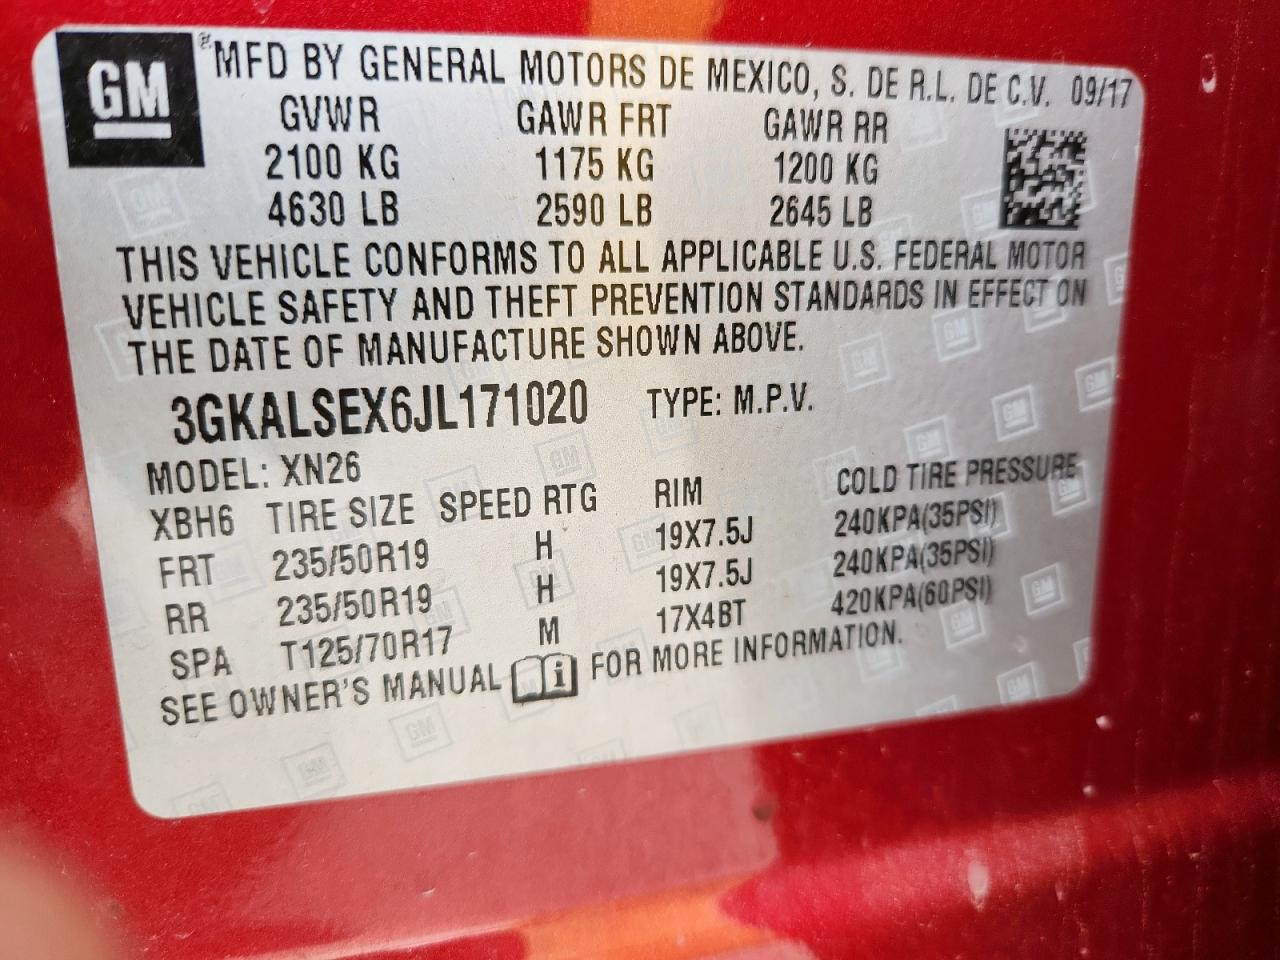 GM
MFD BY GENERAL MOTORS DE MEXICO, S. DE R.L. DE C.V. 09/17
GVWR GAWR FRT GAWR RR
2100 KG 1175 KG 1200 KG
4630 LB 2590 LB 2645 LB
THIS VEHICLE CONFORMS TO ALL APPLICABLE U.S. FEDERAL MOTOR
VEHICLE SAFETY AND THEFT PREVENTION STANDARDS IN EFFECT ON
THE DATE OF MANUFACTURE SHOWN ABOVE.
3GKALSEX6JL171020 TYPE: M.P.V.
MODEL: XN26
XBH6 TIRE SIZE SPEED RTG RIM COLD TIRE PRESSURE
FRT 235/50R19 H 19X7.5J 240KPA(35PSI)
RR 235/50R19 H 19X7.5J 240KPA(35PSI)
SPA T125/70R17 M 17X4BT 420KPA(60PSI)
SEE OWNER'S MANUAL i FOR MORE INFORMATION.